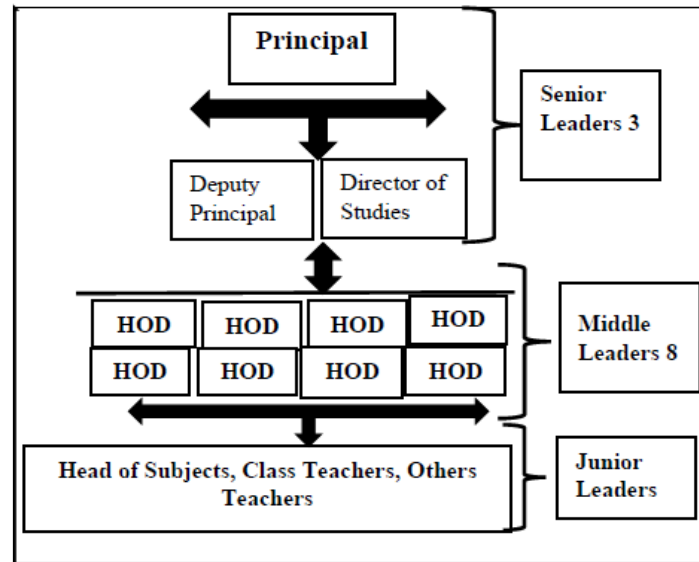 Principal
Senior
Leaders 3
Deputy
Principal
Director of
Studies
HOD
HOD
HOD
HOD
HOD
HOD
HOD
HOD
Middle
Leaders 8
Head of Subjects, Class Teachers, Others
Teachers
Junior
Leaders